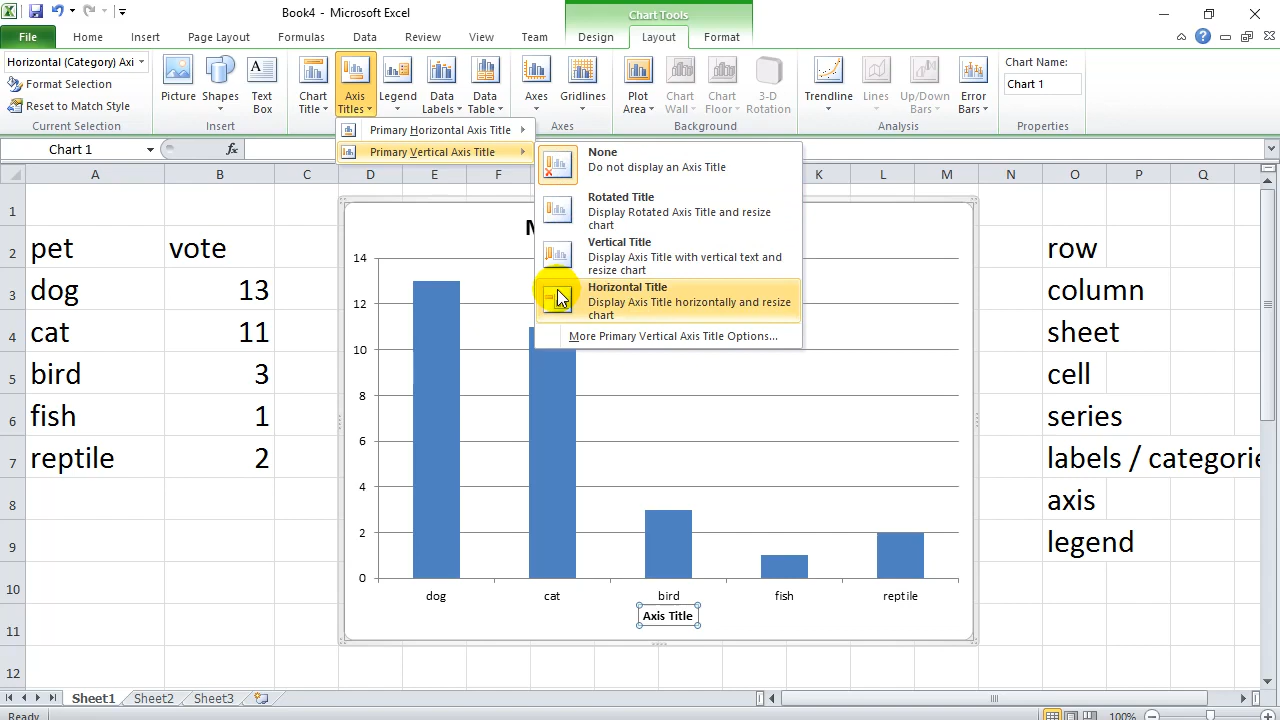 Book4 - Microsoft Excel
Chart Tools
File Home Insert Page Layout Formulas Data Review View Team Design Layout Format
Horizontal (Category) Axi
Format Selection
Reset to Match Style
Current Selection
Picture Shapes Text Box
Insert
Chart Title Axis Titles Legend Data Labels Data Table
Axes Gridlines
Axes
Plot Area Chart Wall Chart Floor 3-D Rotation
Background
Trendline Lines Up/Down Bars Error Bars
Analysis
Chart Name:
Chart 1
Properties
Primary Horizontal Axis Title
Primary Vertical Axis Title
Chart 1 fx
None
Do not display an Axis Title
Rotated Title
Display Rotated Axis Title and resize
chart
Vertical Title
Display Axis Title with vertical text and
resize chart
Horizontal Title
Display Axis Title horizontally and resize
chart
More Primary Vertical Axis Title Options...
A B C D E F K L M N O P Q
1
2 pet vote row
3 dog 13 column
4 cat 11 sheet
5 bird 3 cell
6 fish 1 series
7 reptile 2 labels / categorie
8 axis
9 legend
10
11
12
14
12
10
8
6
4
2
0
dog cat bird fish reptile
Axis Title
Sheet1 Sheet2 Sheet3
Ready 100%